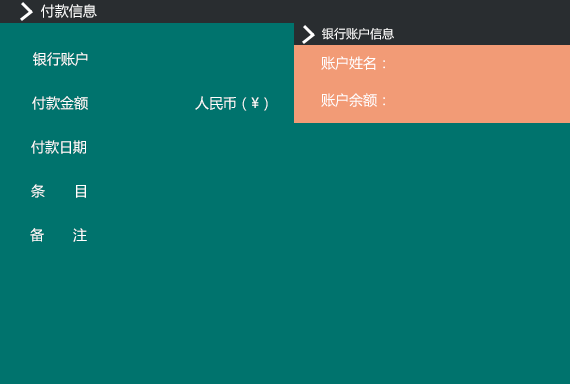 付款信息
银行账户
付款金额 人民币(¥)
付款日期
条 目
备 注
银行账户信息
账户姓名：
账户余额：